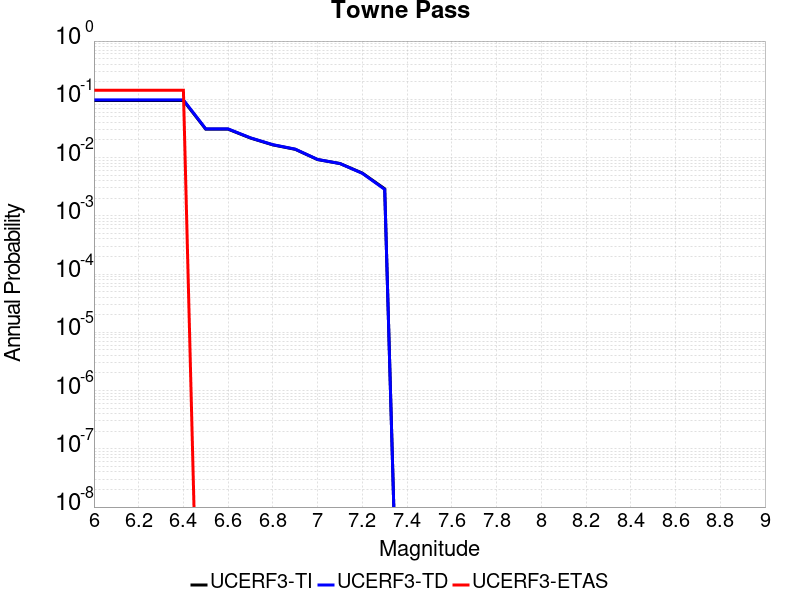 Towne Pass
Annual Probability
10^0
10^-1
10^-2
10^-3
10^-4
10^-5
10^-6
10^-7
10^-8
6 6.2 6.4 6.6 6.8 7 7.2 7.4 7.6 7.8 8 8.2 8.4 8.6 8.8 9
Magnitude
UCERF3-TI UCERF3-TD UCERF3-ETAS